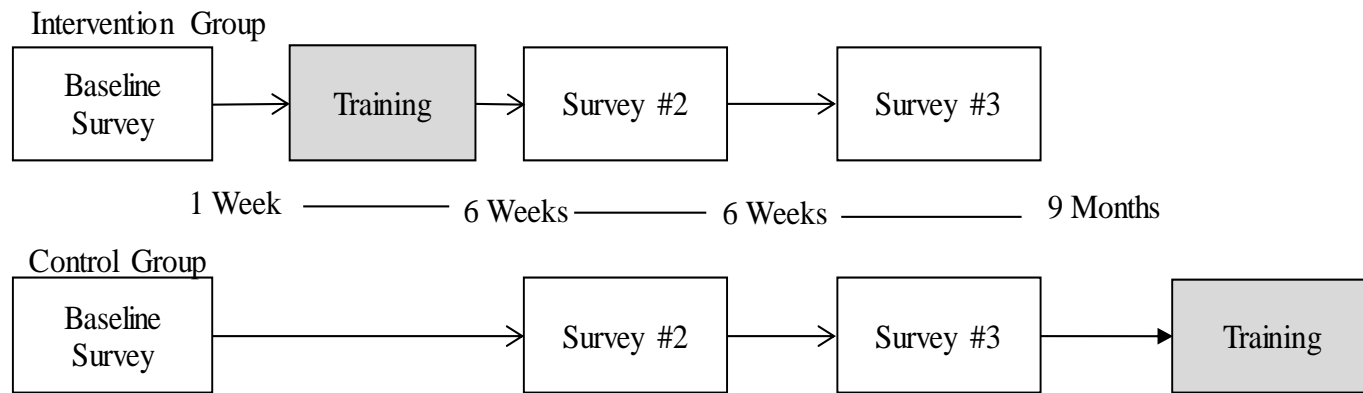 Intervention Group
Baseline
Survey
Training
Survey #2
Survey #3
1 Week
6 Weeks
6 Weeks
9 Months
Control Group
Baseline
Survey
Survey #2
Survey #3
Training